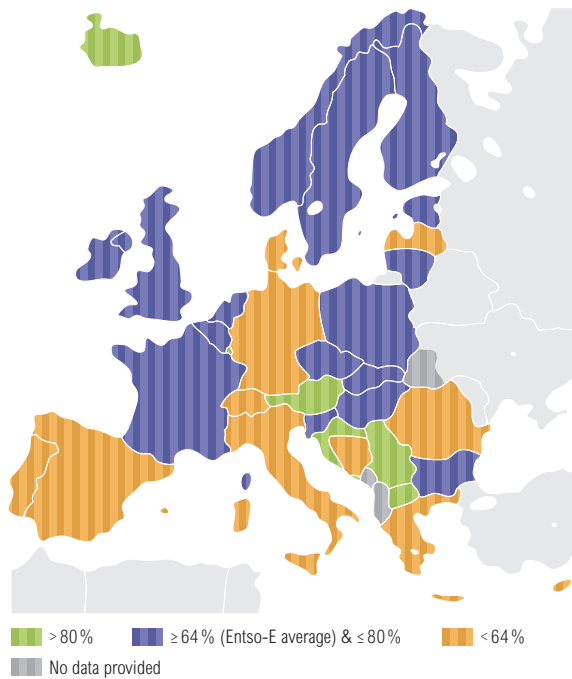 > 80 % ≥ 64 % (Entso-E average) & ≤ 80 % < 64 %
No data provided